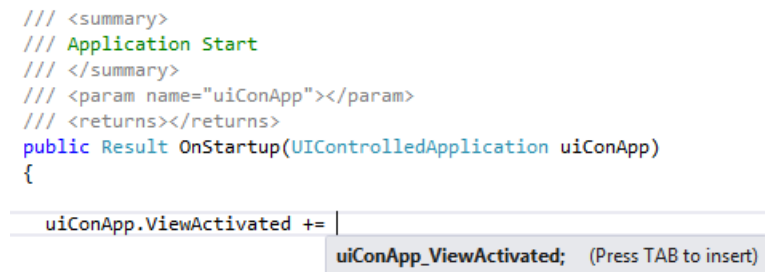 /// <summary>
/// Application Start
/// </summary>
/// <param name="uiConApp"></param>
/// <returns></returns>
public Result OnStartup(UIControlledApplication uiConApp)
{
uiConApp.ViewActivated +=
uiConApp_ViewActivated; (Press TAB to insert)